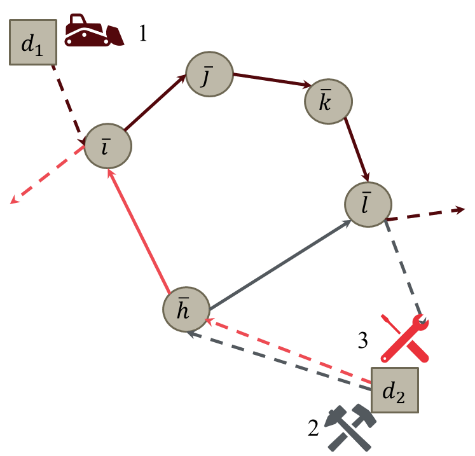 d₁
1
j̄
k̄
ī
l̄
h̄
3
d₂
2